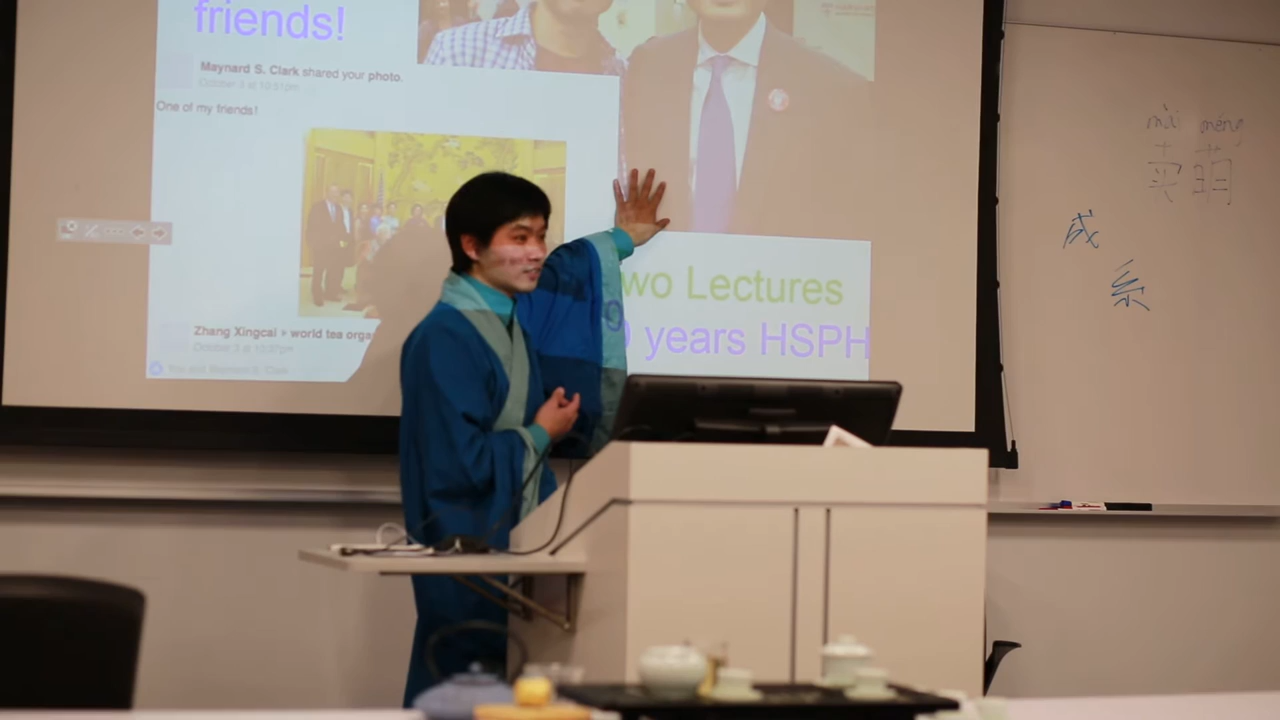 friends!
Maynard S. Clark shared your photo.
One of my friends!
Zhang Xingcai > world tea orga
wo Lectures
years HSPH
mài méng
卖 萌
成
系